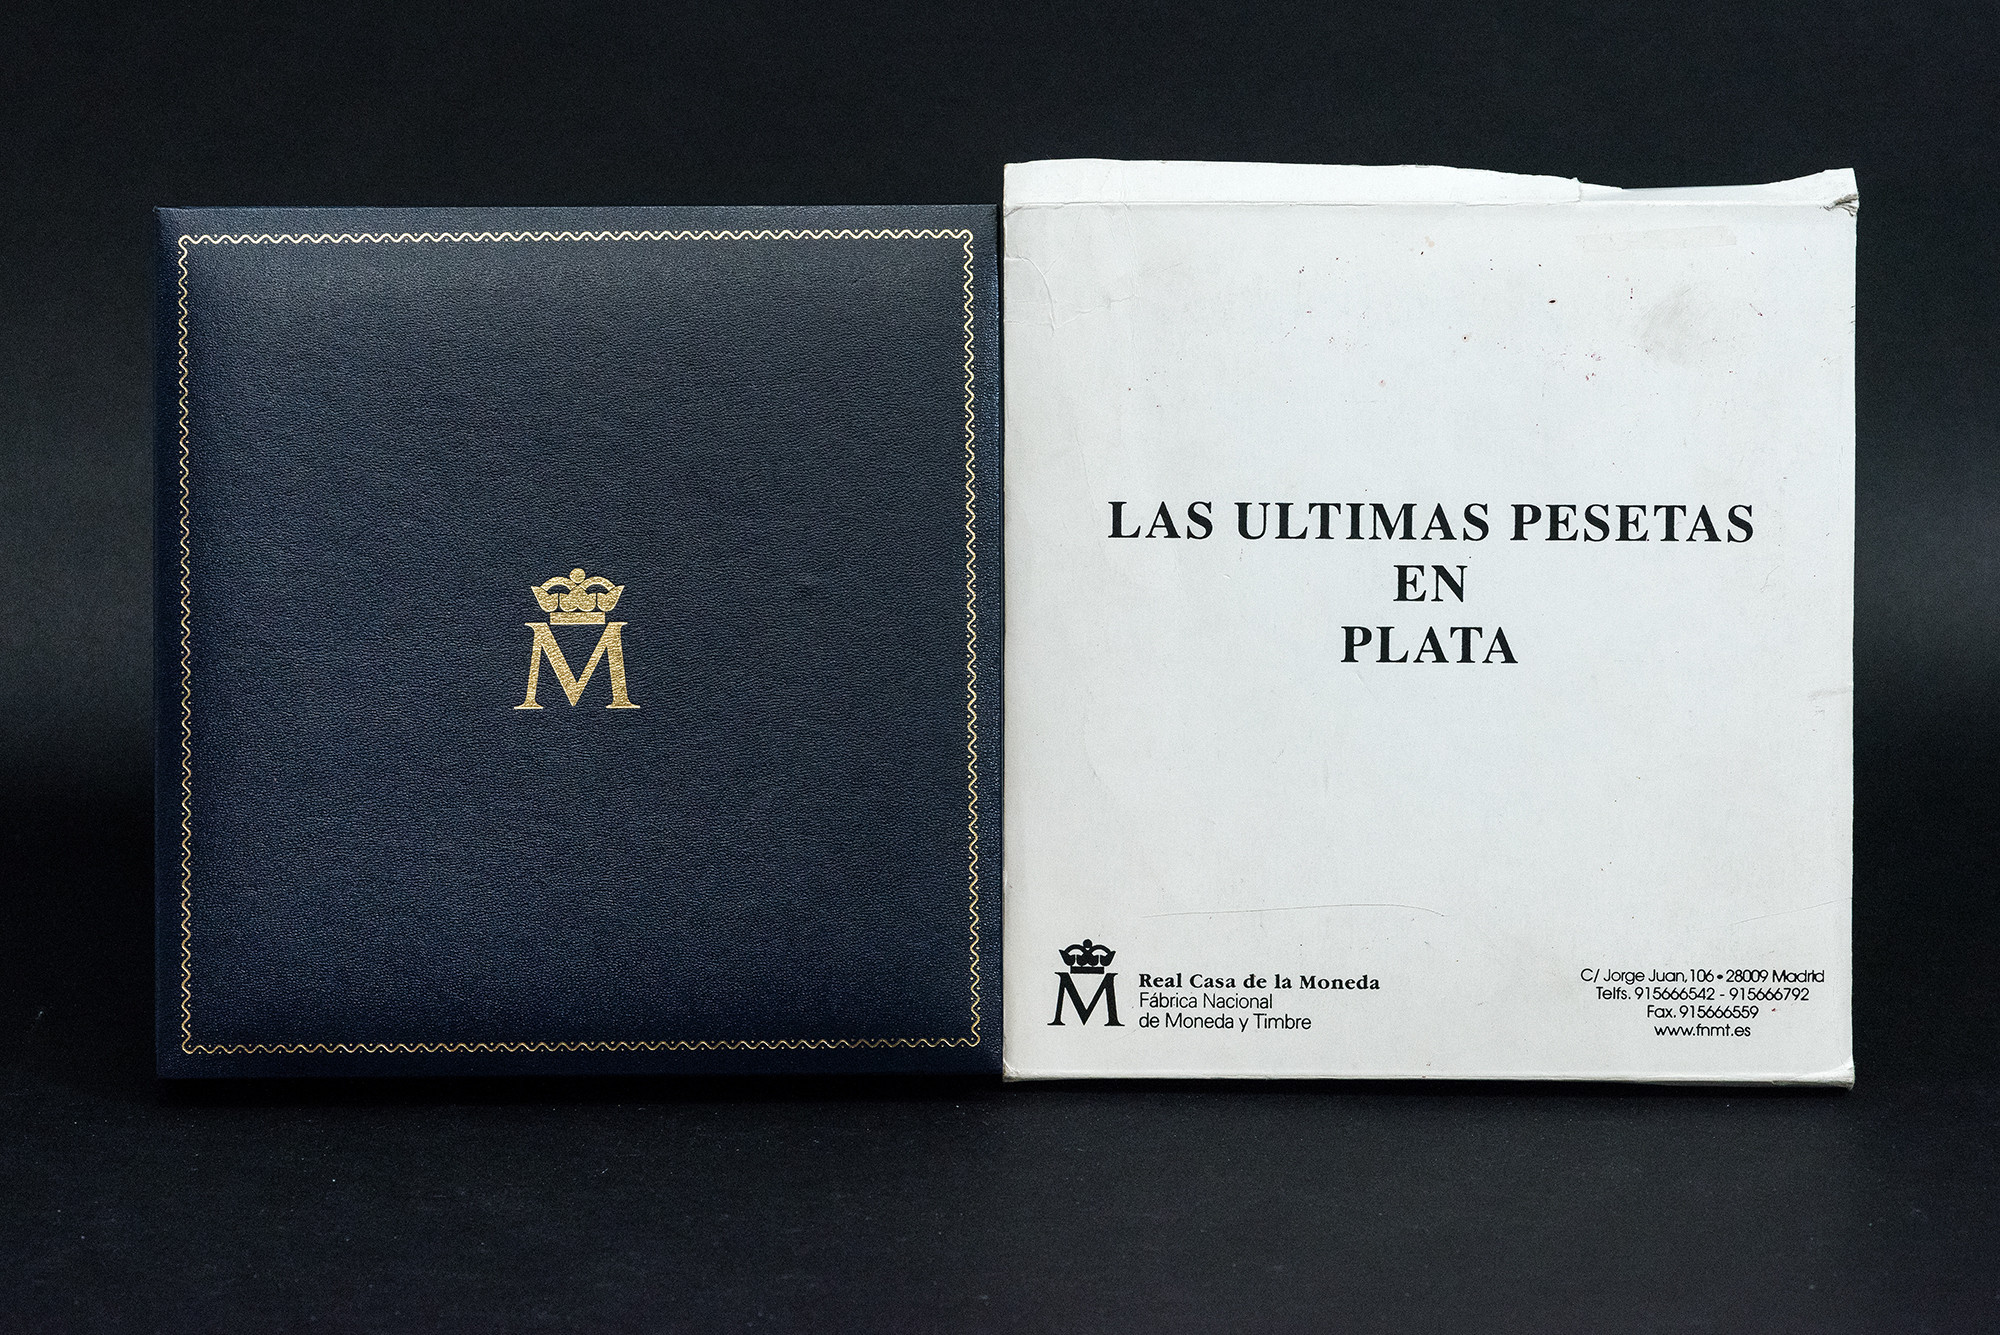 M
LAS ULTIMAS PESETAS
EN
PLATA
M
Real Casa de la Moneda
Fábrica Nacional
de Moneda y Timbre
C/ Jorge Juan, 106 • 28009 Madrid
Telfs. 915666542 - 915666792
Fax. 915666559
www.fnmt.es